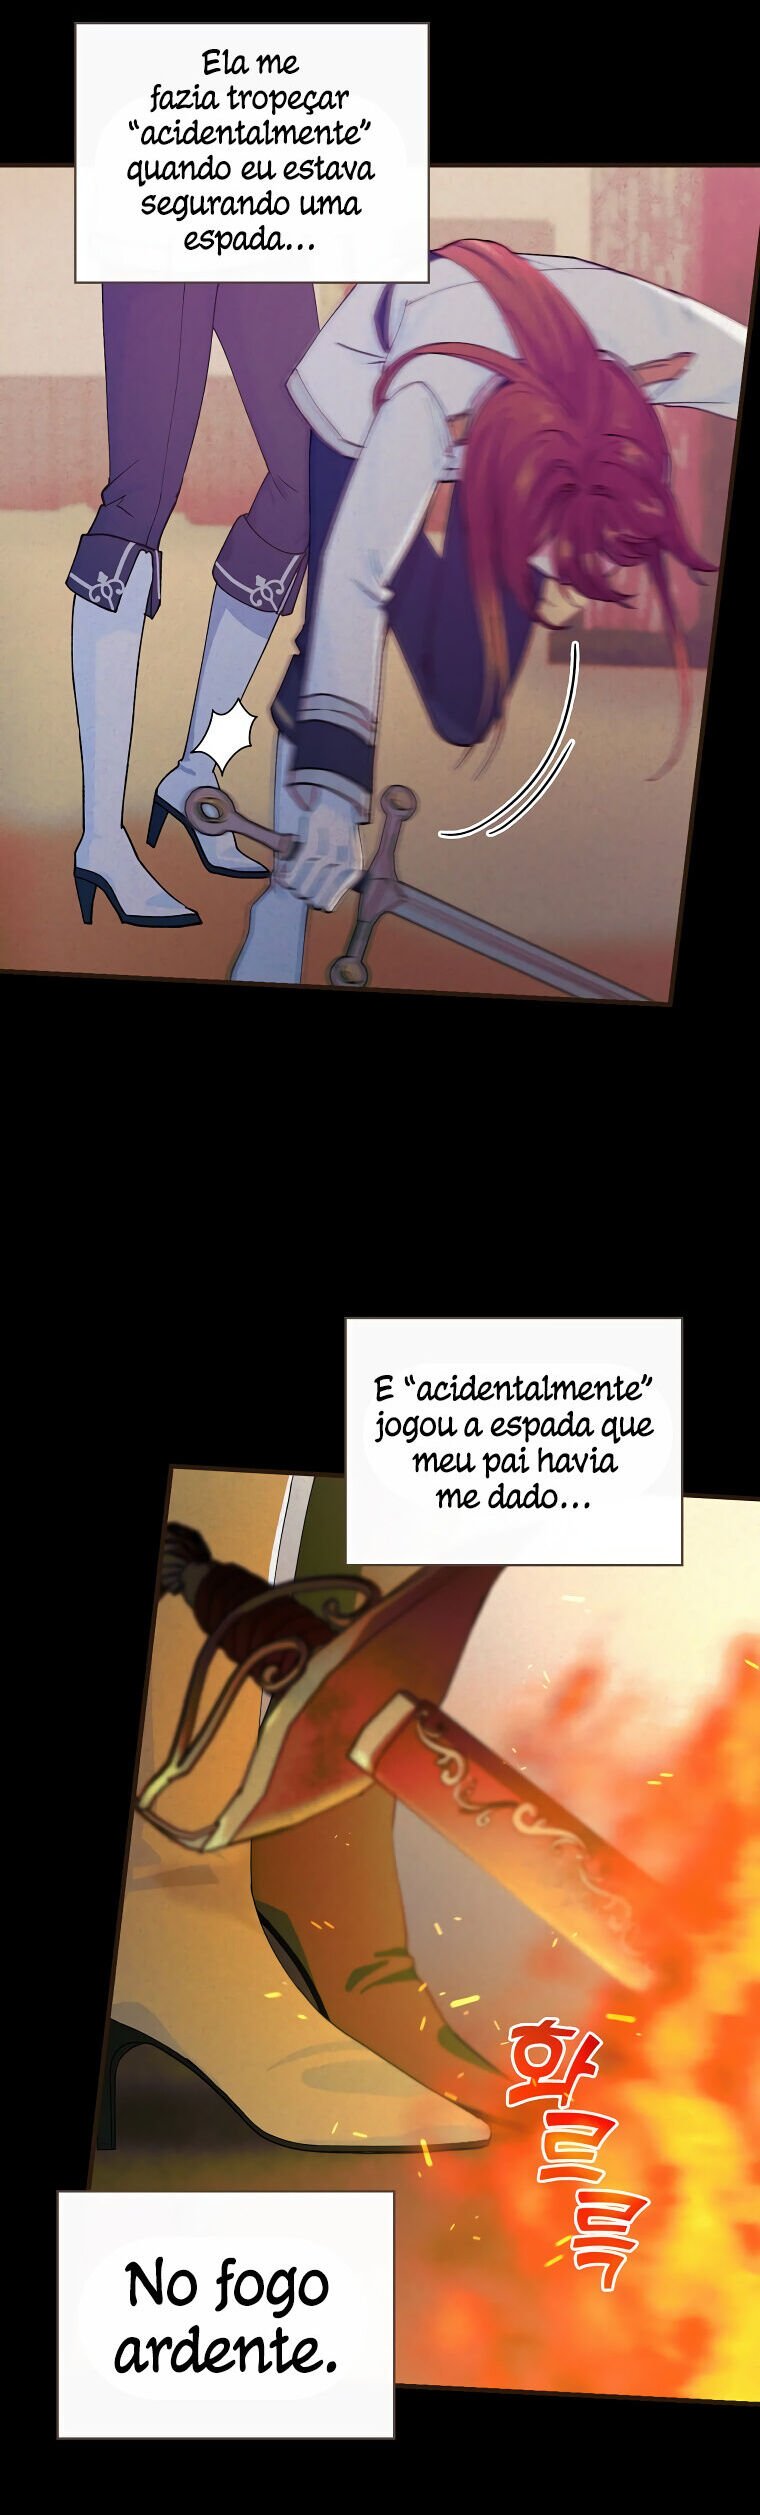 Ela me
fazia tropeçar
“acidentalmente”
quando eu estava
segurando uma
espada...
E “acidentalmente”
jogou a espada que
meu pai havia
me dado...
화
르
륵
No fogo
ardente.